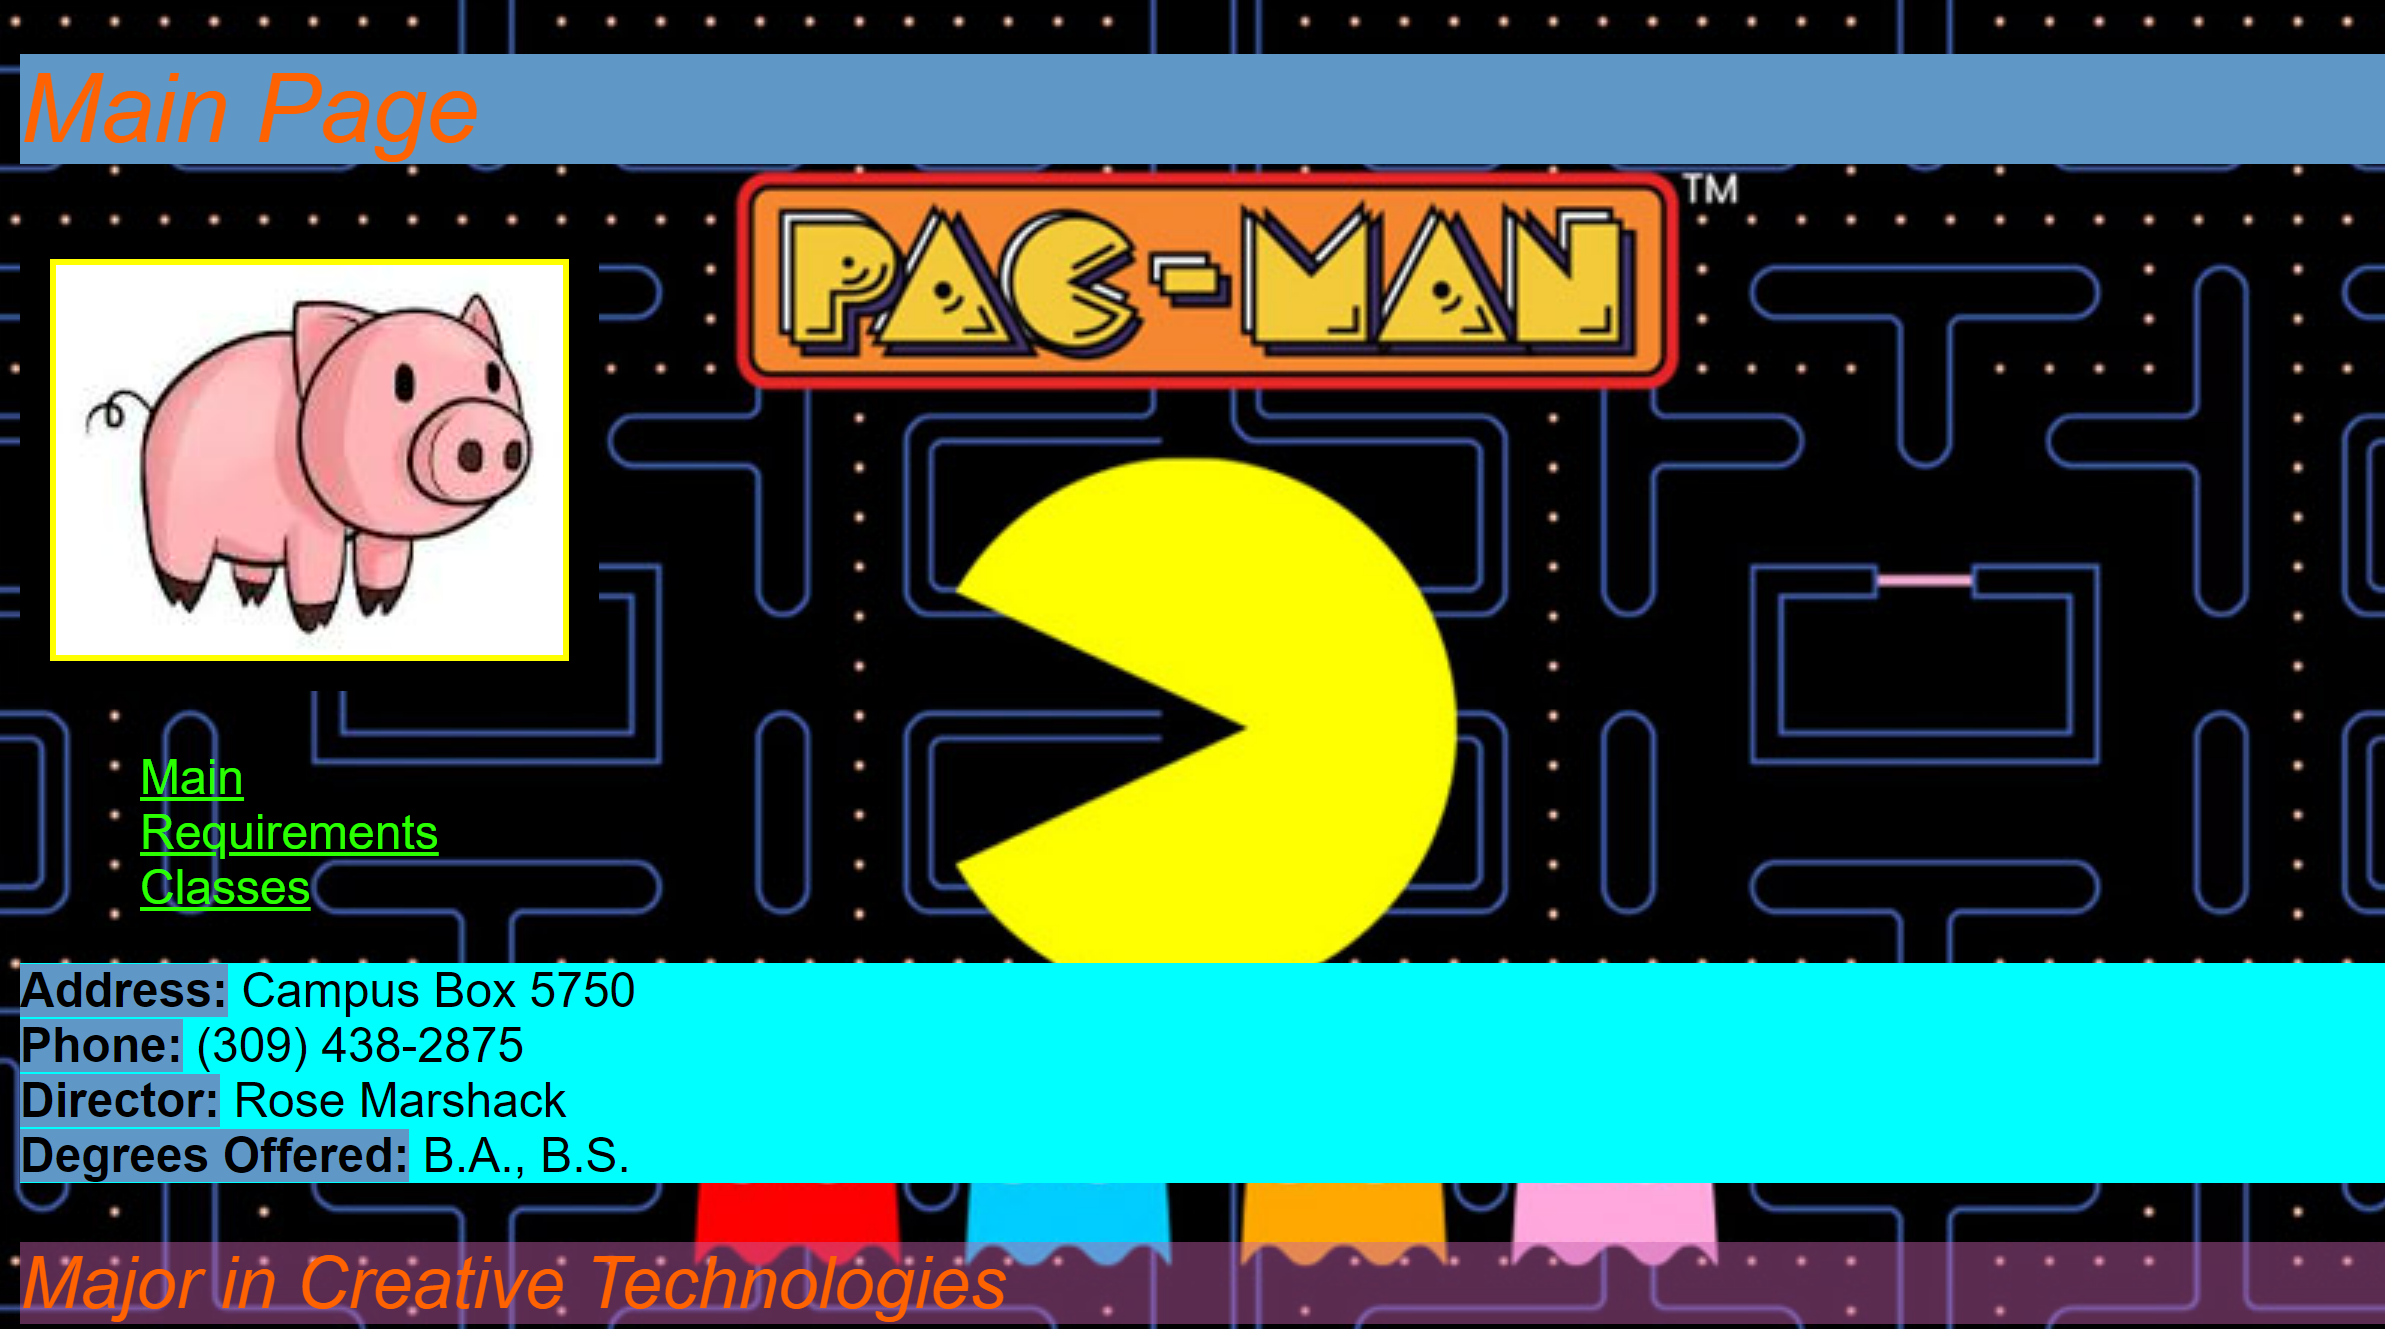 Main Page
PAC-MAN TM
Main
Requirements
Classes
Address: Campus Box 5750
Phone: (309) 438-2875
Director: Rose Marshack
Degrees Offered: B.A., B.S.
Major in Creative Technologies